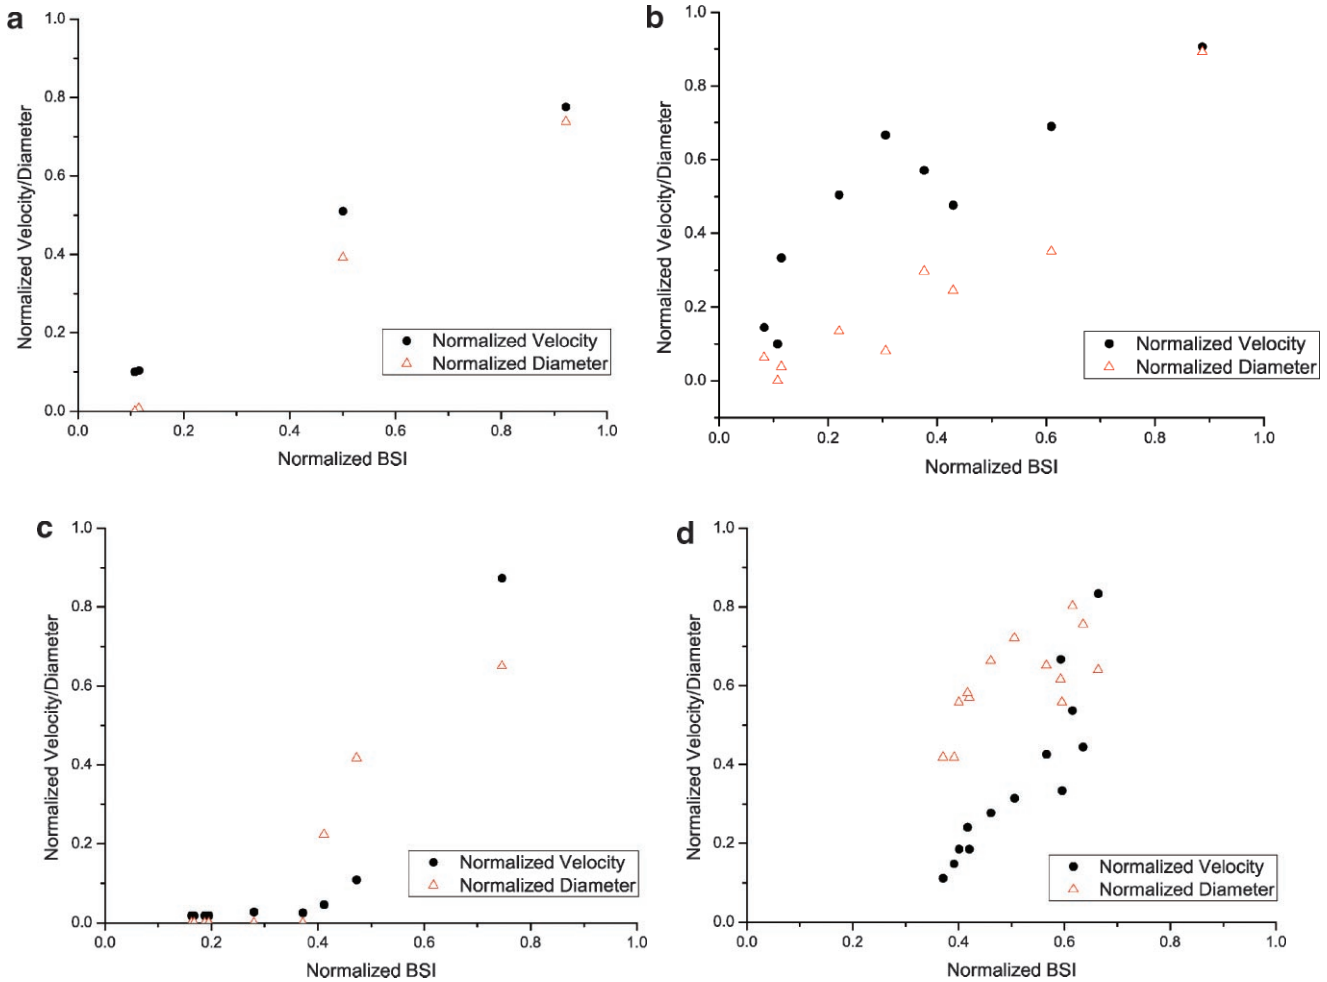 a
1.0
0.8
0.6
0.4
0.2
0.0
0.0 0.2 0.4 0.6 0.8 1.0
Normalized Velocity/Diameter
Normalized BSI
Normalized Velocity
Normalized Diameter
b
1.0
0.8
0.6
0.4
0.2
0.0
0.0 0.2 0.4 0.6 0.8 1.0
Normalized Velocity/Diameter
Normalized BSI
Normalized Velocity
Normalized Diameter
c
1.0
0.8
0.6
0.4
0.2
0.0
0.0 0.2 0.4 0.6 0.8 1.0
Normalized Velocity/Diameter
Normalized BSI
Normalized Velocity
Normalized Diameter
d
1.0
0.8
0.6
0.4
0.2
0.0
0.0 0.2 0.4 0.6 0.8 1.0
Normalized Velocity/Diameter
Normalized BSI
Normalized Velocity
Normalized Diameter